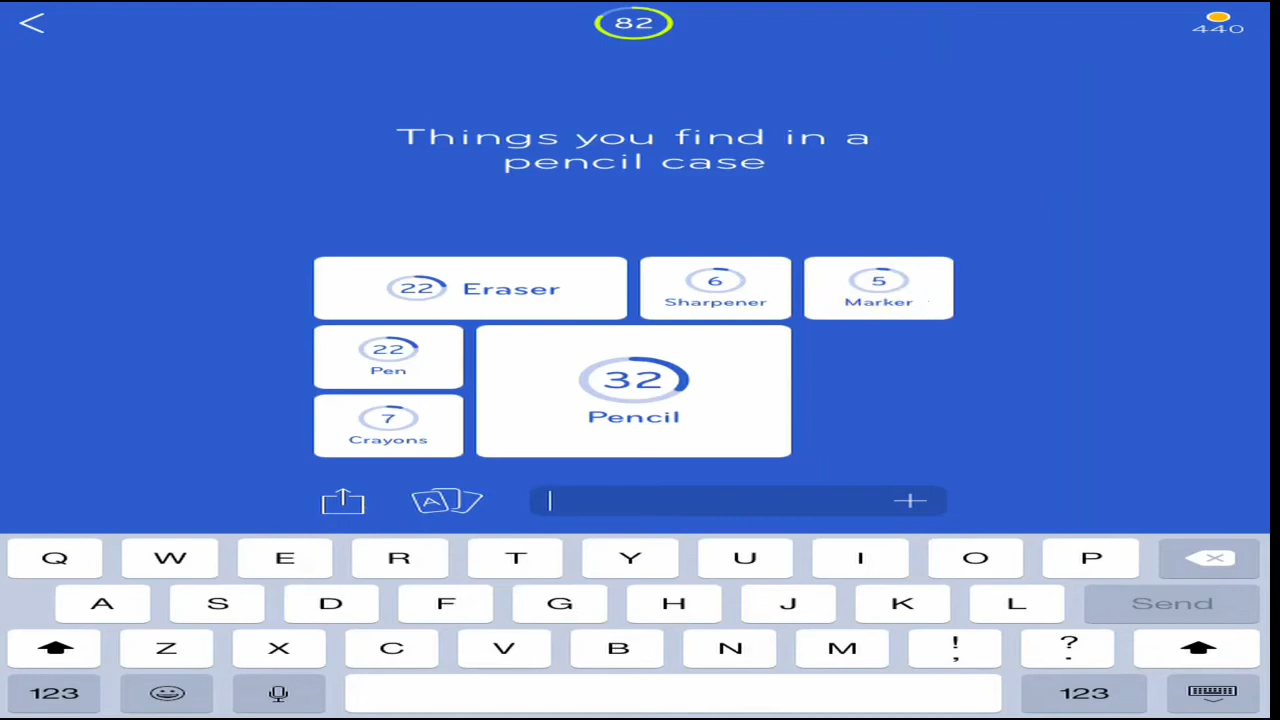 82
440
Things you find in a
pencil case
22 Eraser
6
Sharpener
5
Marker
22
Pen
32
Pencil
7
Crayons
A J
Q W E R T Y U I O P
A S D F G H J K L Send
Z X C V B N M ! , ? .
123 123